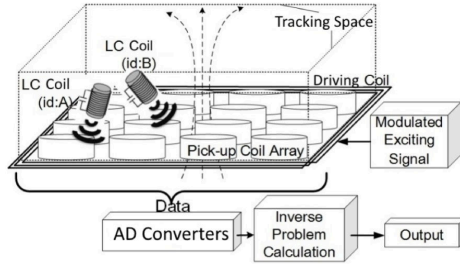 Tracking Space
LC Coil
(id:B)
LC Coil
(id:A)
Driving Coil
Pick-up Coil Array
Modulated
Exciting
Signal
Data
AD Converters
Inverse
Problem
Calculation
Output